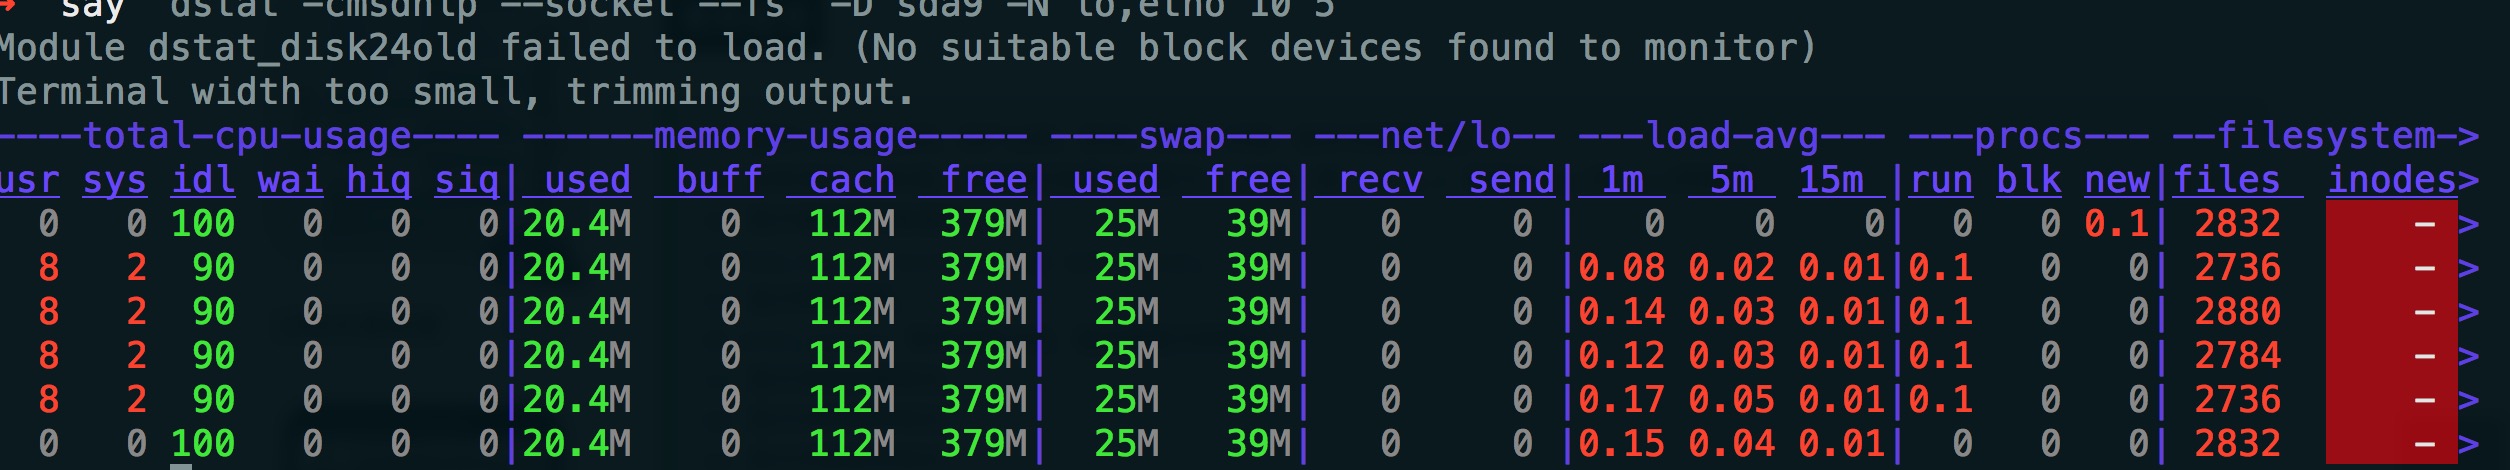 ➜ say dstat -cmsdnlp --socket --fs -D sda9 -N lo,eth0 10 5
Module dstat_disk24old failed to load. (No suitable block devices found to monitor)
Terminal width too small, trimming output.
----total-cpu-usage---- ------memory-usage----- ----swap--- ---net/lo-- ---load-avg--- ---procs--- --filesystem->
usr sys idl wai hiq siq| used buff cach free| used free| recv send| 1m 5m 15m |run blk new|files inodes>
0 0 100 0 0 0|20.4M 0 112M 379M| 25M 39M| 0 0 | 0 0 0| 0 0 0.1| 2832 - >
8 2 90 0 0 0|20.4M 0 112M 379M| 25M 39M| 0 0 |0.08 0.02 0.01|0.1 0 0| 2736 - >
8 2 90 0 0 0|20.4M 0 112M 379M| 25M 39M| 0 0 |0.14 0.03 0.01|0.1 0 0| 2880 - >
8 2 90 0 0 0|20.4M 0 112M 379M| 25M 39M| 0 0 |0.12 0.03 0.01|0.1 0 0| 2784 - >
8 2 90 0 0 0|20.4M 0 112M 379M| 25M 39M| 0 0 |0.17 0.05 0.01|0.1 0 0| 2736 - >
0 0 100 0 0 0|20.4M 0 112M 379M| 25M 39M| 0 0 |0.15 0.04 0.01| 0 0 0| 2832 - >